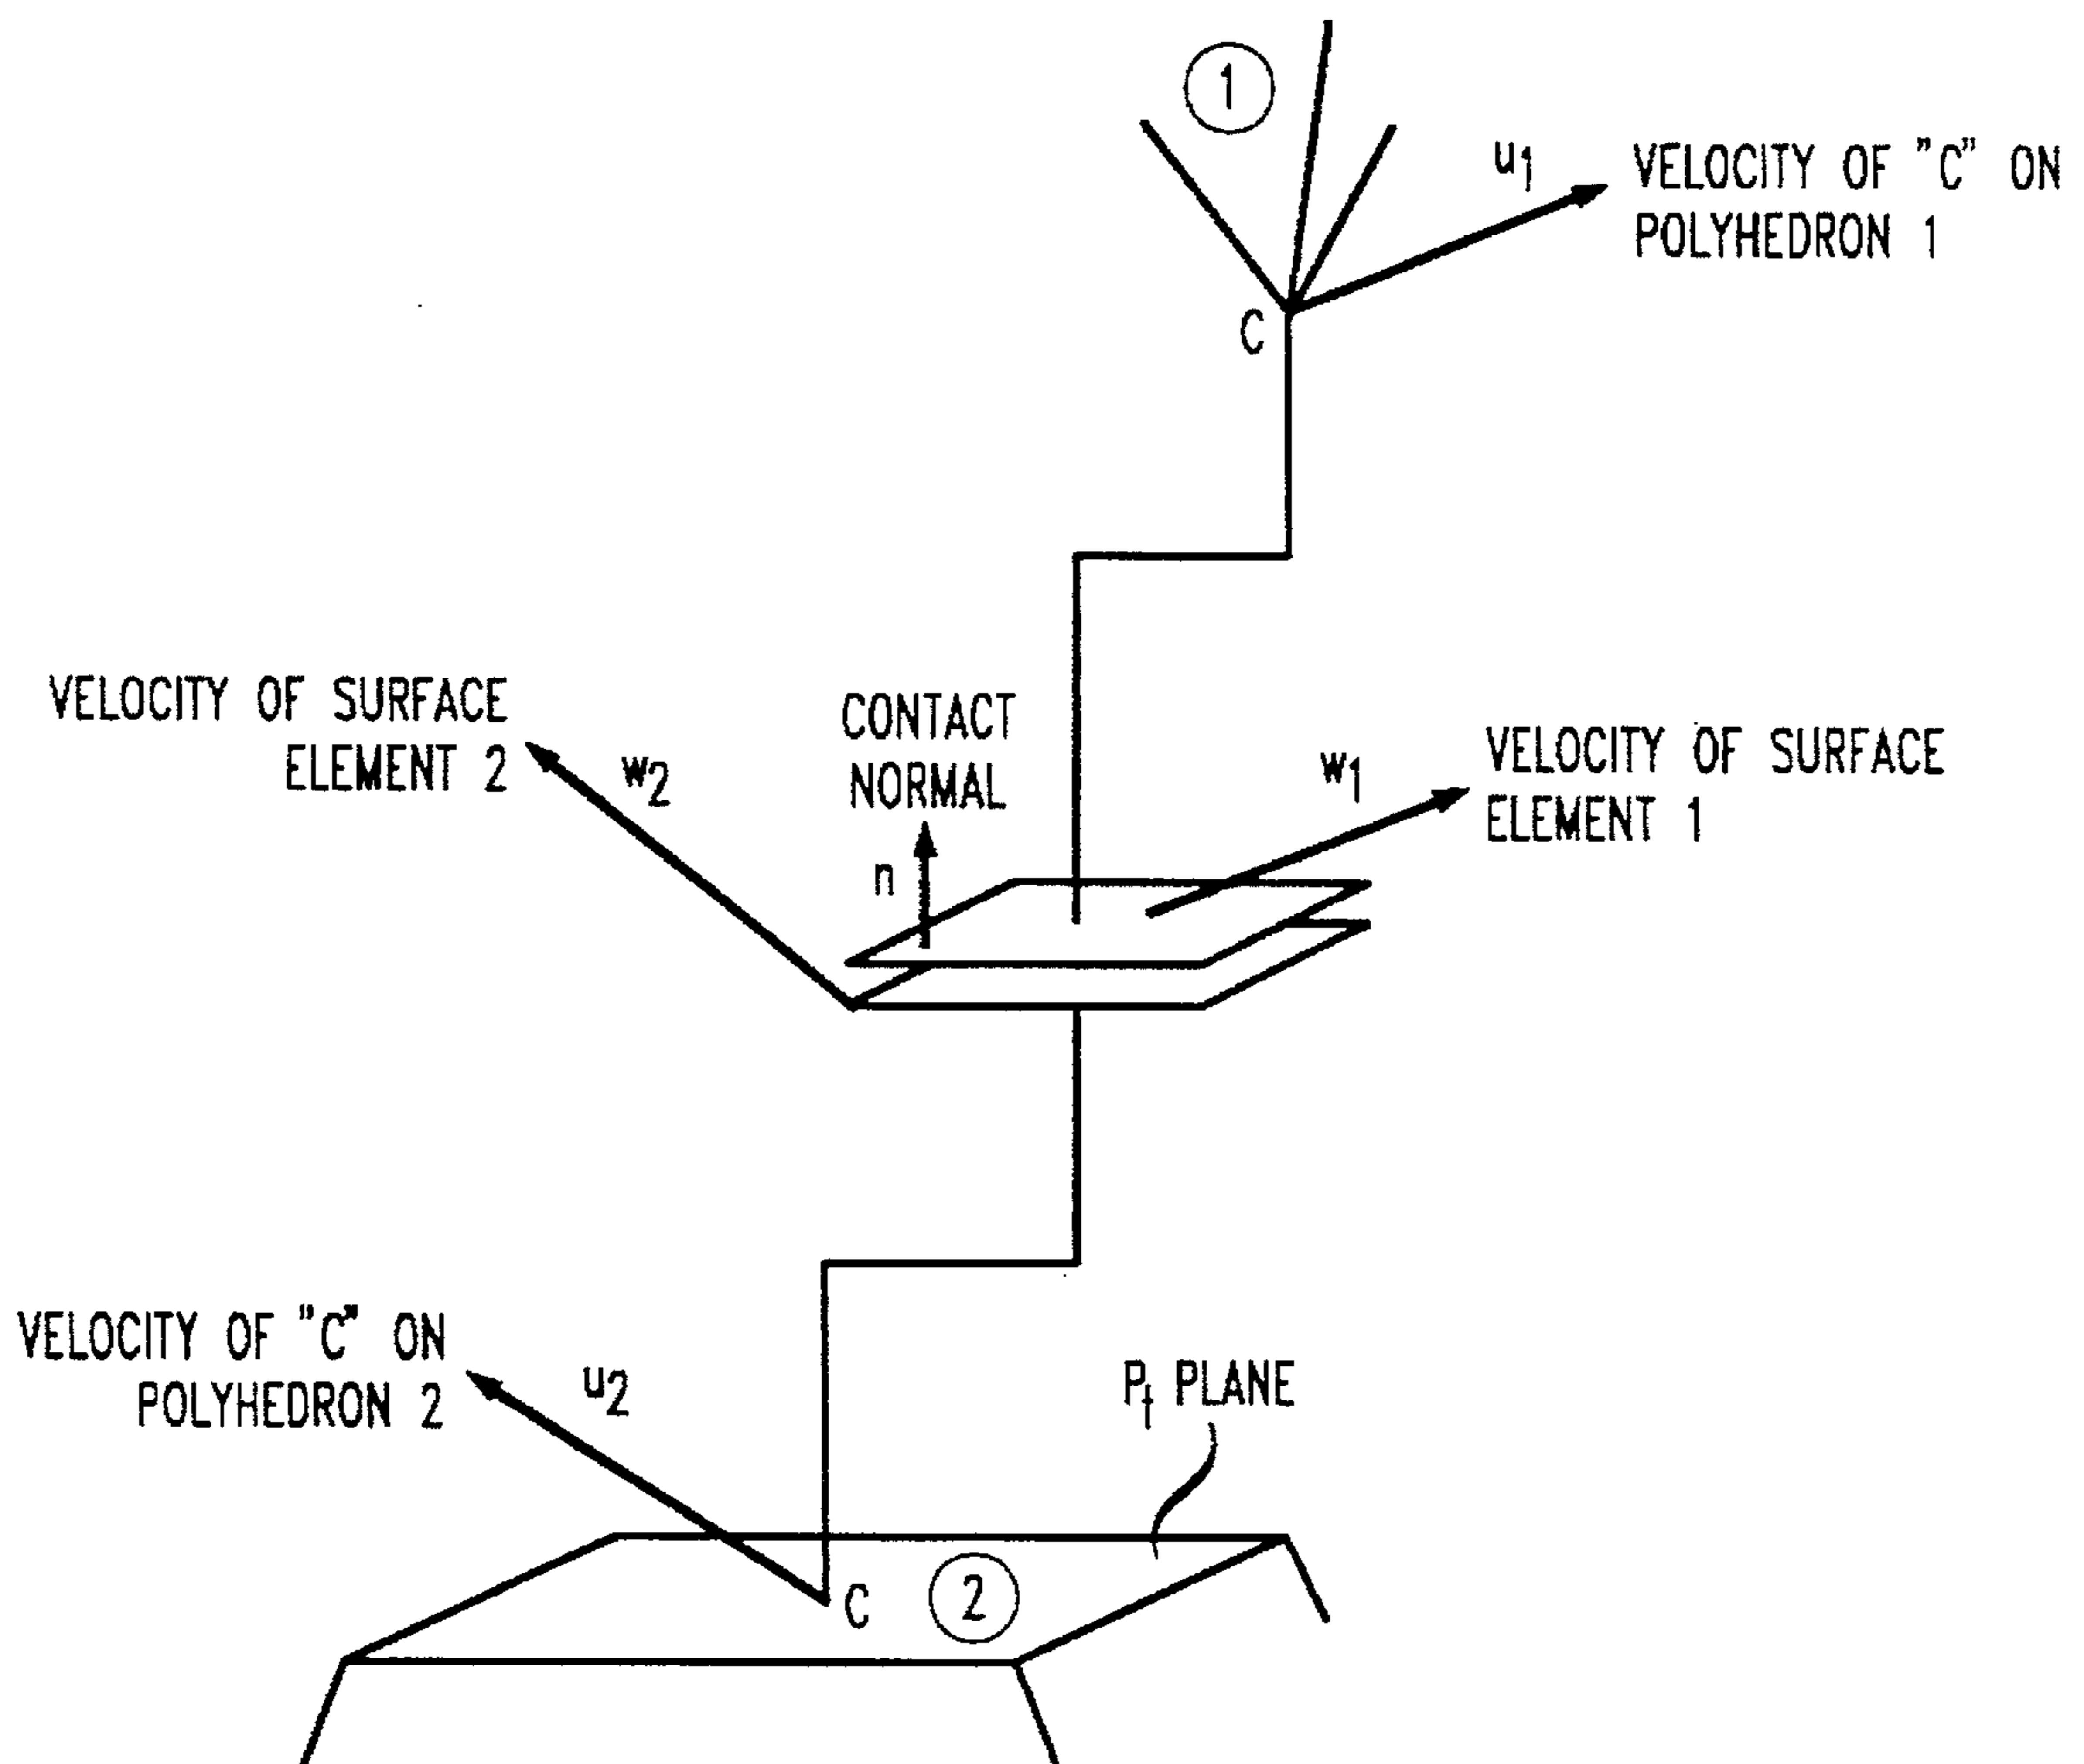 1
u1
VELOCITY OF "C" ON
POLYHEDRON 1
C
VELOCITY OF SURFACE
ELEMENT 2
w2
CONTACT
NORMAL
n
w1
VELOCITY OF SURFACE
ELEMENT 1
VELOCITY OF "C" ON
POLYHEDRON 2
u2
Pt PLANE
C
2